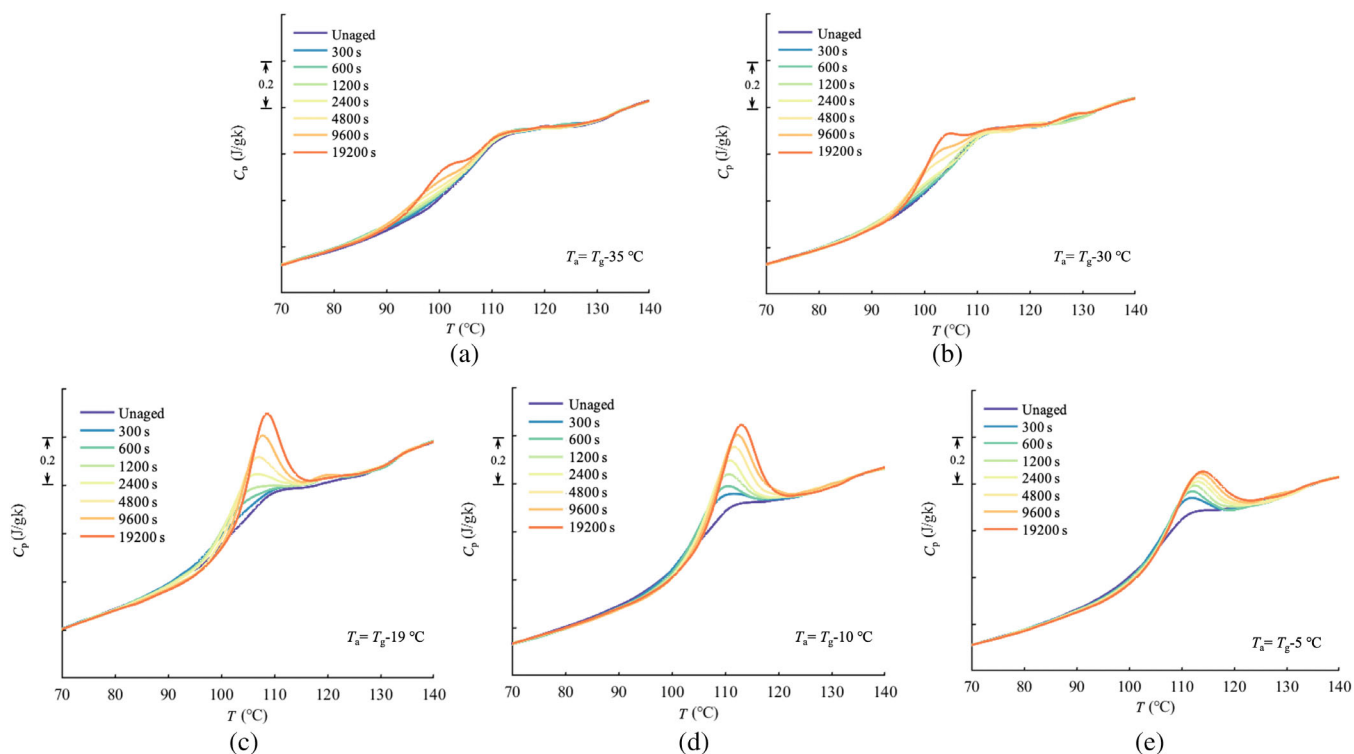 Unaged
300 s
600 s
1200 s
2400 s
4800 s
9600 s
19200 s
0.2
Cp (J/gk)
Ta= Tg-35 °C
70 80 90 100 110 120 130 140
T (°C)
(a)
Unaged
300 s
600 s
1200 s
2400 s
4800 s
9600 s
19200 s
0.2
Cp (J/gk)
Ta= Tg-30 °C
70 80 90 100 110 120 130 140
T (°C)
(b)
Unaged
300 s
600 s
1200 s
2400 s
4800 s
9600 s
19200 s
0.2
Cp (J/gk)
Ta= Tg-19 °C
70 80 90 100 110 120 130 140
T (°C)
(c)
Unaged
300 s
600 s
1200 s
2400 s
4800 s
9600 s
19200 s
0.2
Cp (J/gk)
Ta= Tg-10 °C
70 80 90 100 110 120 130 140
T (°C)
(d)
Unaged
300 s
600 s
1200 s
2400 s
4800 s
9600 s
19200 s
0.2
Cp (J/gk)
Ta= Tg-5 °C
70 80 90 100 110 120 130 140
T (°C)
(e)